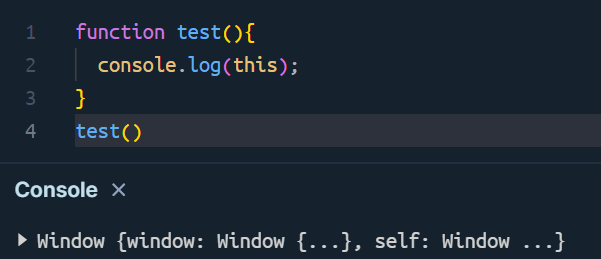 1 function test(){
2   console.log(this);
3 }
4 test()
Console ×
▶ Window {window: Window {...}, self: Window ...}